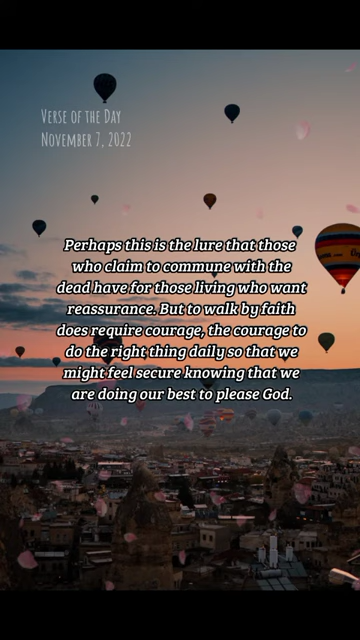 Verse of the Day
November 7, 2022
Perhaps this is the lure that those
who claim to commune with the
dead have for those living who want
reassurance. But to walk by faith
does require courage, the courage to
do the right thing daily so that we
might feel secure knowing that we
are doing our best to please God.